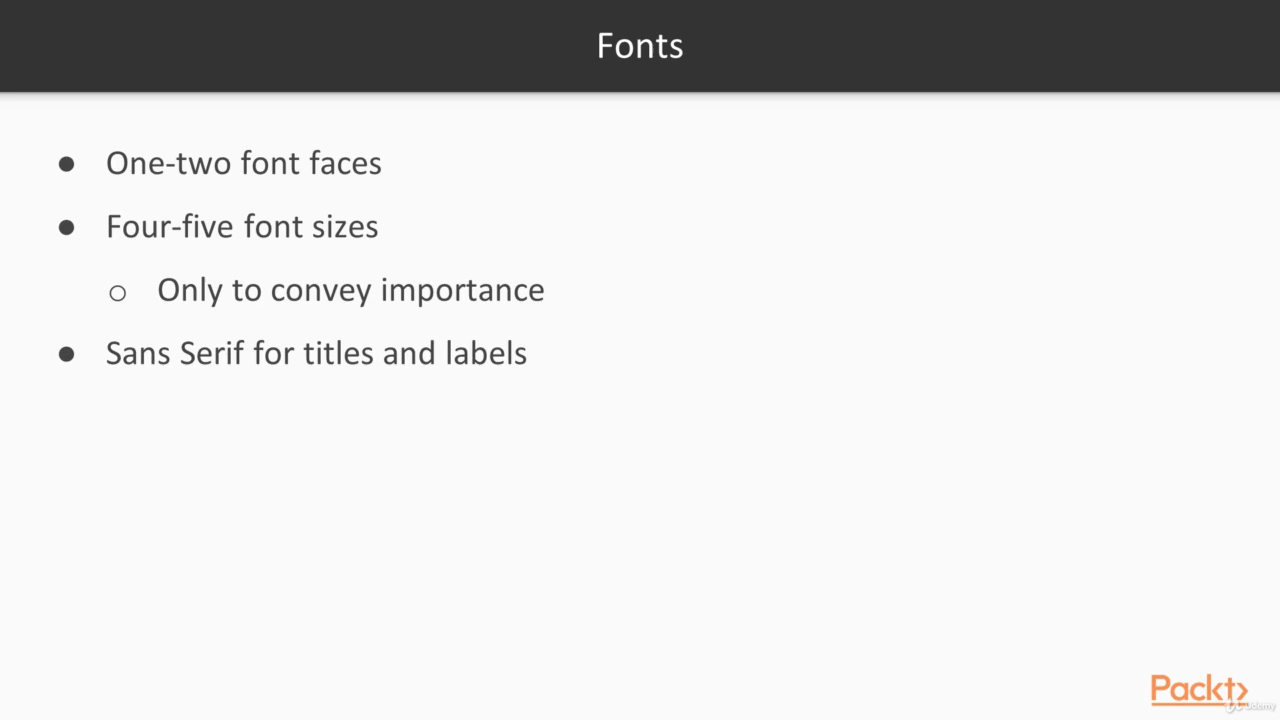 Fonts
● One-two font faces
● Four-five font sizes
○ Only to convey importance
● Sans Serif for titles and labels
Packt>
Udemy